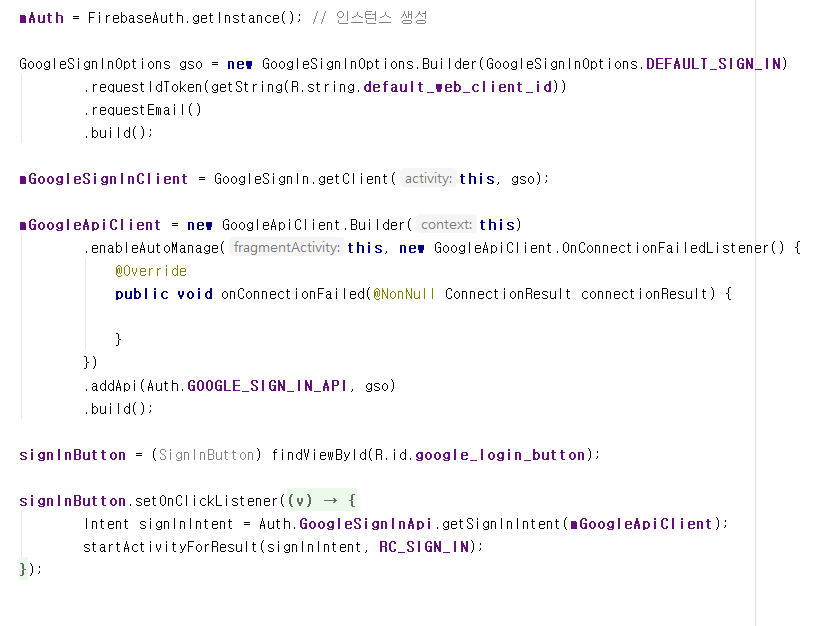 mAuth = FirebaseAuth.getInstance(); // 인스턴스 생성
GoogleSignInOptions gso = new GoogleSignInOptions.Builder(GoogleSignInOptions.DEFAULT_SIGN_IN)
.requestIdToken(getString(R.string.default_web_client_id))
.requestEmail()
.build();
mGoogleSignInClient = GoogleSignIn.getClient( activity: this, gso);
mGoogleApiClient = new GoogleApiClient.Builder( context: this)
.enableAutoManage( fragmentActivity: this, new GoogleApiClient.OnConnectionFailedListener() {
@Override
public void onConnectionFailed(@NonNull ConnectionResult connectionResult) {
}
})
.addApi(Auth.GOOGLE_SIGN_IN_API, gso)
.build();
signInButton = (SignInButton) findViewById(R.id.google_login_button);
signInButton.setOnClickListener((v) → {
Intent signInIntent = Auth.GoogleSignInApi.getSignInIntent(mGoogleApiClient);
startActivityForResult(signInIntent, RC_SIGN_IN);
});